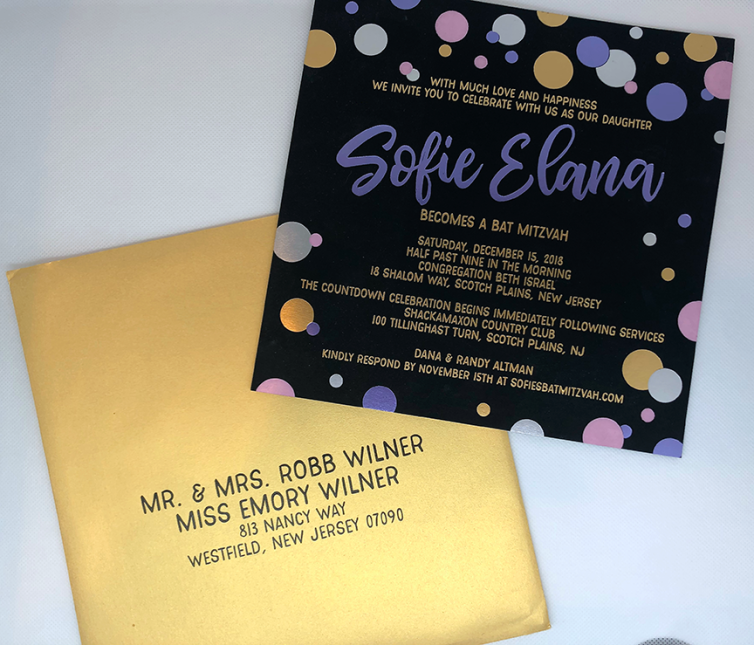 WITH MUCH LOVE AND HAPPINESS
WE INVITE YOU TO CELEBRATE WITH US AS OUR DAUGHTER
Sofie Elana
BECOMES A BAT MITZVAH
SATURDAY, DECEMBER 15, 2018
HALF PAST NINE IN THE MORNING
CONGREGATION BETH ISRAEL
18 SHALOM WAY, SCOTCH PLAINS, NEW JERSEY
THE COUNTDOWN CELEBRATION BEGINS IMMEDIATELY FOLLOWING SERVICES
SHACKAMAXON COUNTRY CLUB
100 TILLINGHAST TURN, SCOTCH PLAINS, NJ
DANA & RANDY ALTMAN
KINDLY RESPOND BY NOVEMBER 15TH AT SOFIESBATMITZVAH.COM
MR. & MRS. ROBB WILNER
MISS EMORY WILNER
813 NANCY WAY
WESTFIELD, NEW JERSEY 07090